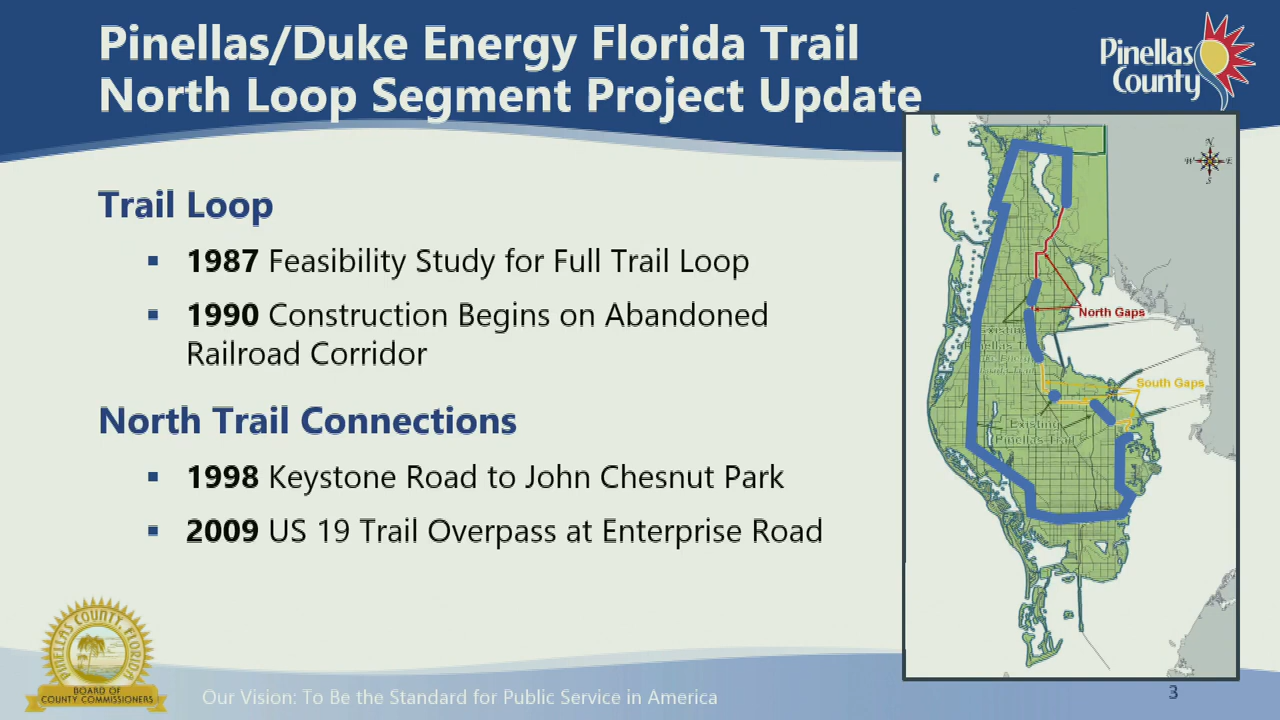 Pinellas/Duke Energy Florida Trail
North Loop Segment Project Update
Pinellas
County
Trail Loop
▪ 1987 Feasibility Study for Full Trail Loop
▪ 1990 Construction Begins on Abandoned
Railroad Corridor
North Trail Connections
▪ 1998 Keystone Road to John Chesnut Park
▪ 2009 US 19 Trail Overpass at Enterprise Road
N
W E
S
North Gaps
Existing
Pinellas Trail
South Gaps
Existing
Pinellas Trail
PINELLAS COUNTY, FLORIDA
BOARD OF
COUNTY COMMISSIONERS
Our Vision: To Be the Standard for Public Service in America
3